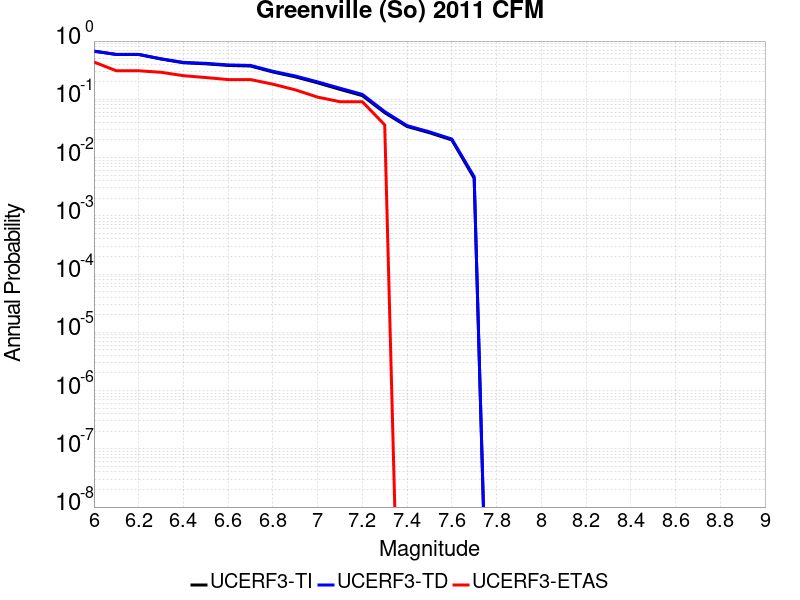 Greenville (So) 2011 CFM
Annual Probability
10^0
10^-1
10^-2
10^-3
10^-4
10^-5
10^-6
10^-7
10^-8
6 6.2 6.4 6.6 6.8 7 7.2 7.4 7.6 7.8 8 8.2 8.4 8.6 8.8 9
Magnitude
UCERF3-TI UCERF3-TD UCERF3-ETAS